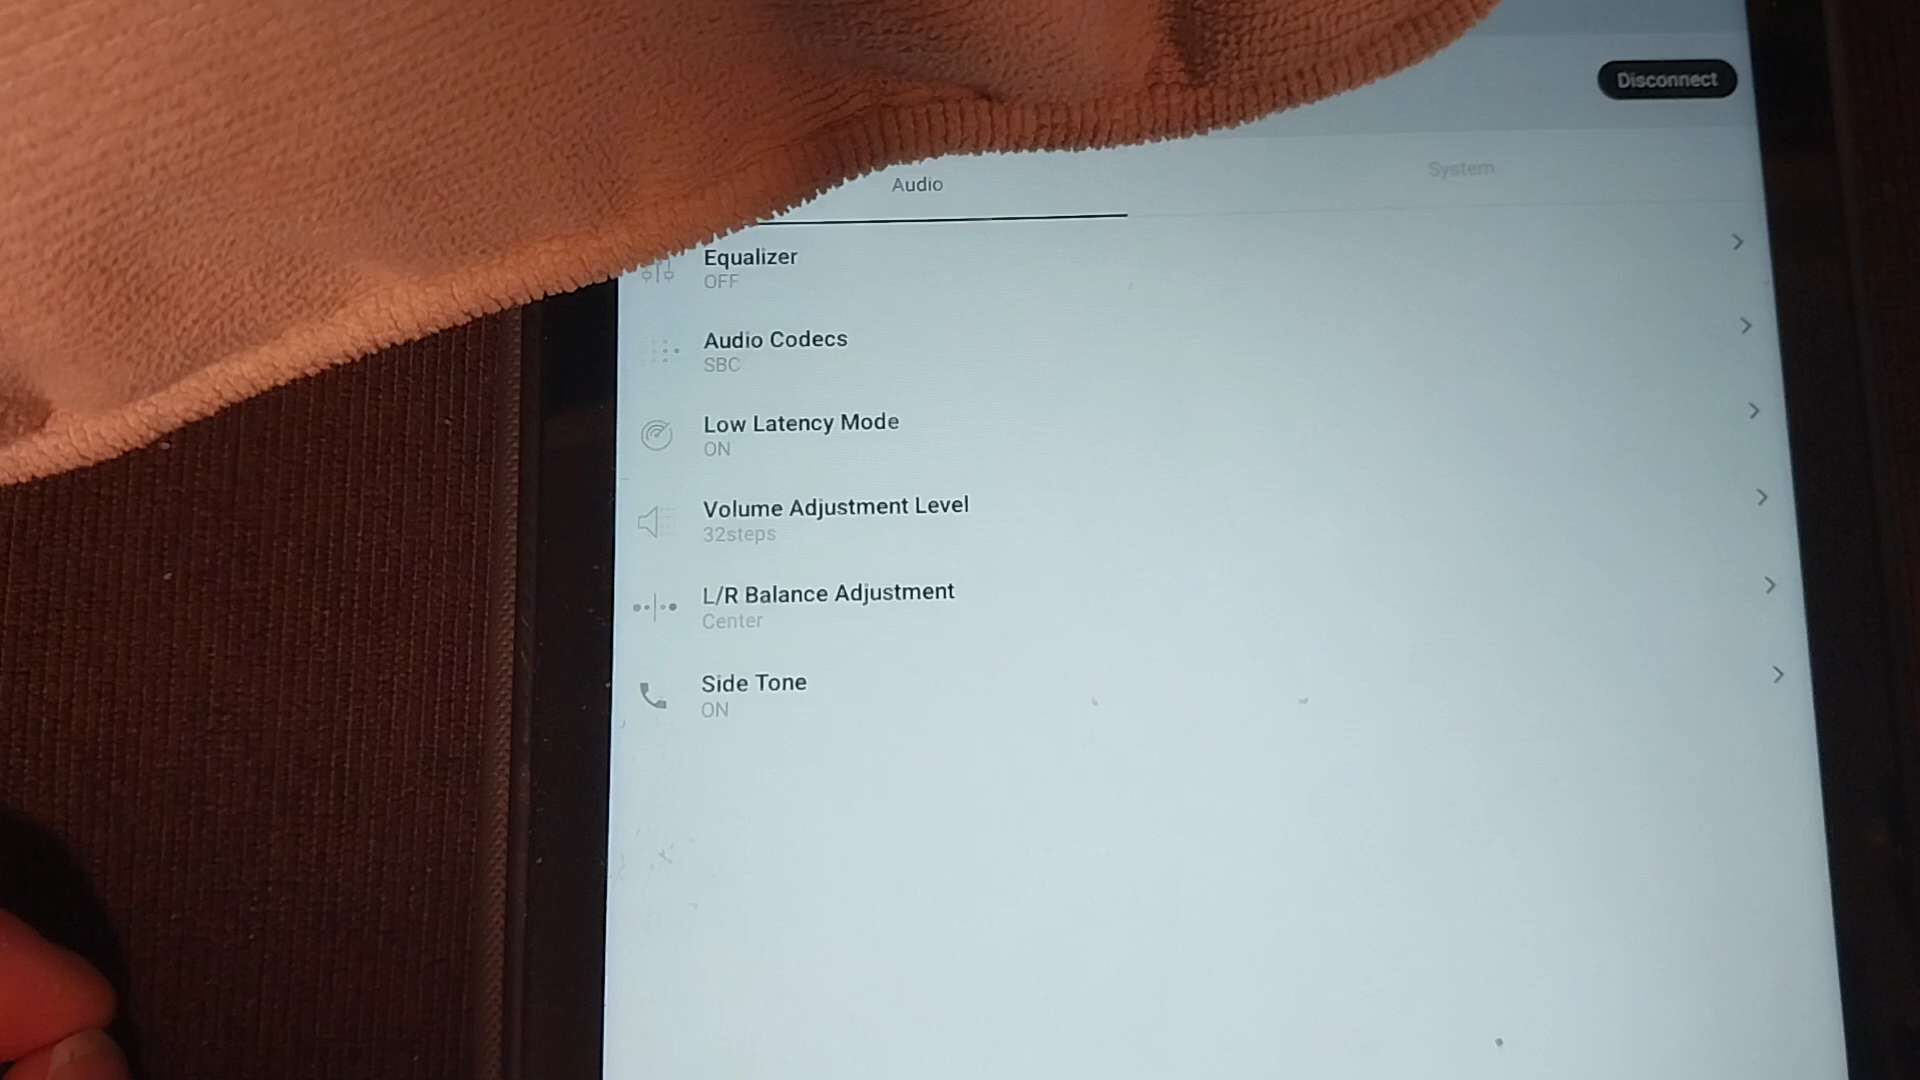 Disconnect
Audio
System
Equalizer
OFF
Audio Codecs
SBC
Low Latency Mode
ON
Volume Adjustment Level
32steps
L/R Balance Adjustment
Center
Side Tone
ON